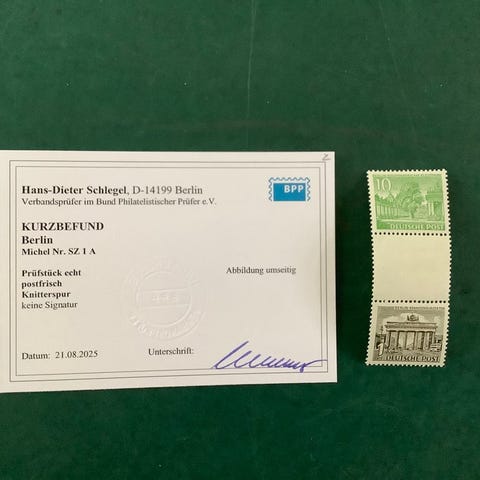 Hans-Dieter Schlegel, D-14199 Berlin
Verbandsprüfer im Bund Philatelistischer Prüfer e.V.
BPP
KURZBEFUND
Berlin
Michel Nr. SZ 1 A
Prüfstück echt
postfrisch
Knitterspur
keine Signatur
Abbildung umseitig
Datum: 21.08.2025
Unterschrift:
10
DEUTSCHE POST
1
DEUTSCHE POST